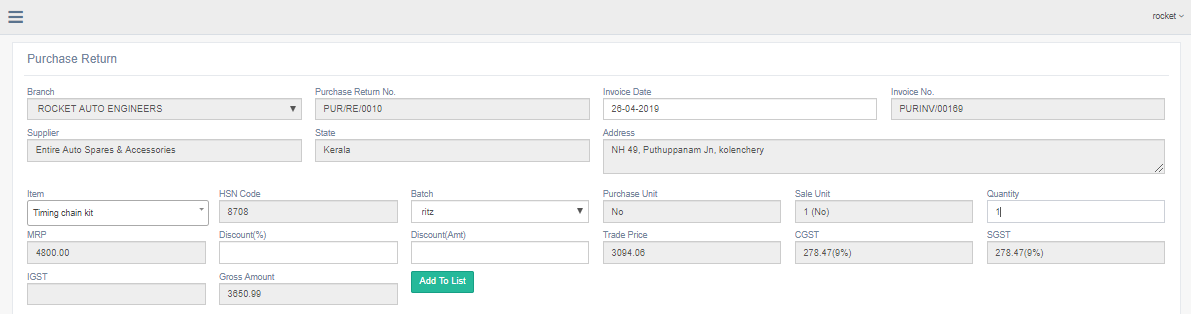 rocket
Purchase Return
Branch Purchase Return No. Invoice Date Invoice No.
ROCKET AUTO ENGINEERS PUR/RE/0010 26-04-2019 PURINV/00169
Supplier State Address
Entire Auto Spares & Accessories Kerala NH 49, Puthuppanam Jn, kolenchery
Item HSN Code Batch Purchase Unit Sale Unit Quantity
Timing chain kit 8708 ritz No 1 (No) 1
MRP Discount(%) Discount(Amt) Trade Price CGST SGST
4800.00 3094.06 278.47(9%) 278.47(9%)
IGST Gross Amount
3650.99 Add To List